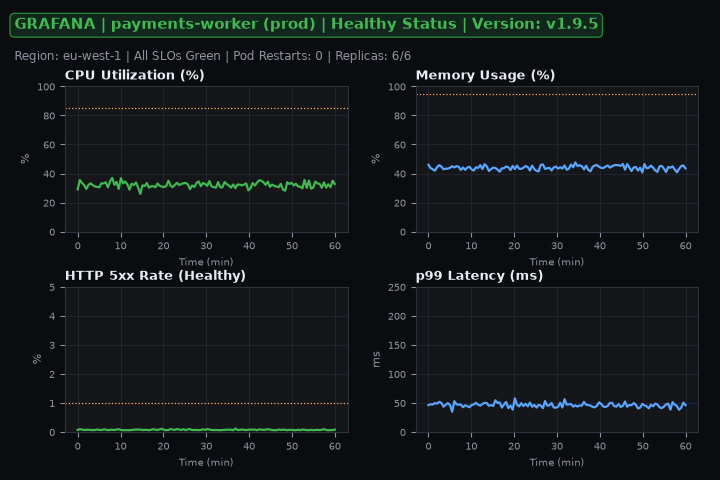 GRAFANA | payments-worker (prod) | Healthy Status | Version: v1.9.5
Region: eu-west-1 | All SLOs Green | Pod Restarts: 0 | Replicas: 6/6
CPU Utilization (%)
100
80
60
40
20
0
%
0 10 20 30 40 50 60
Time (min)
Memory Usage (%)
100
80
60
40
20
0
%
0 10 20 30 40 50 60
Time (min)
HTTP 5xx Rate (Healthy)
5
4
3
2
1
0
%
0 10 20 30 40 50 60
Time (min)
p99 Latency (ms)
250
200
150
100
50
0
ms
0 10 20 30 40 50 60
Time (min)